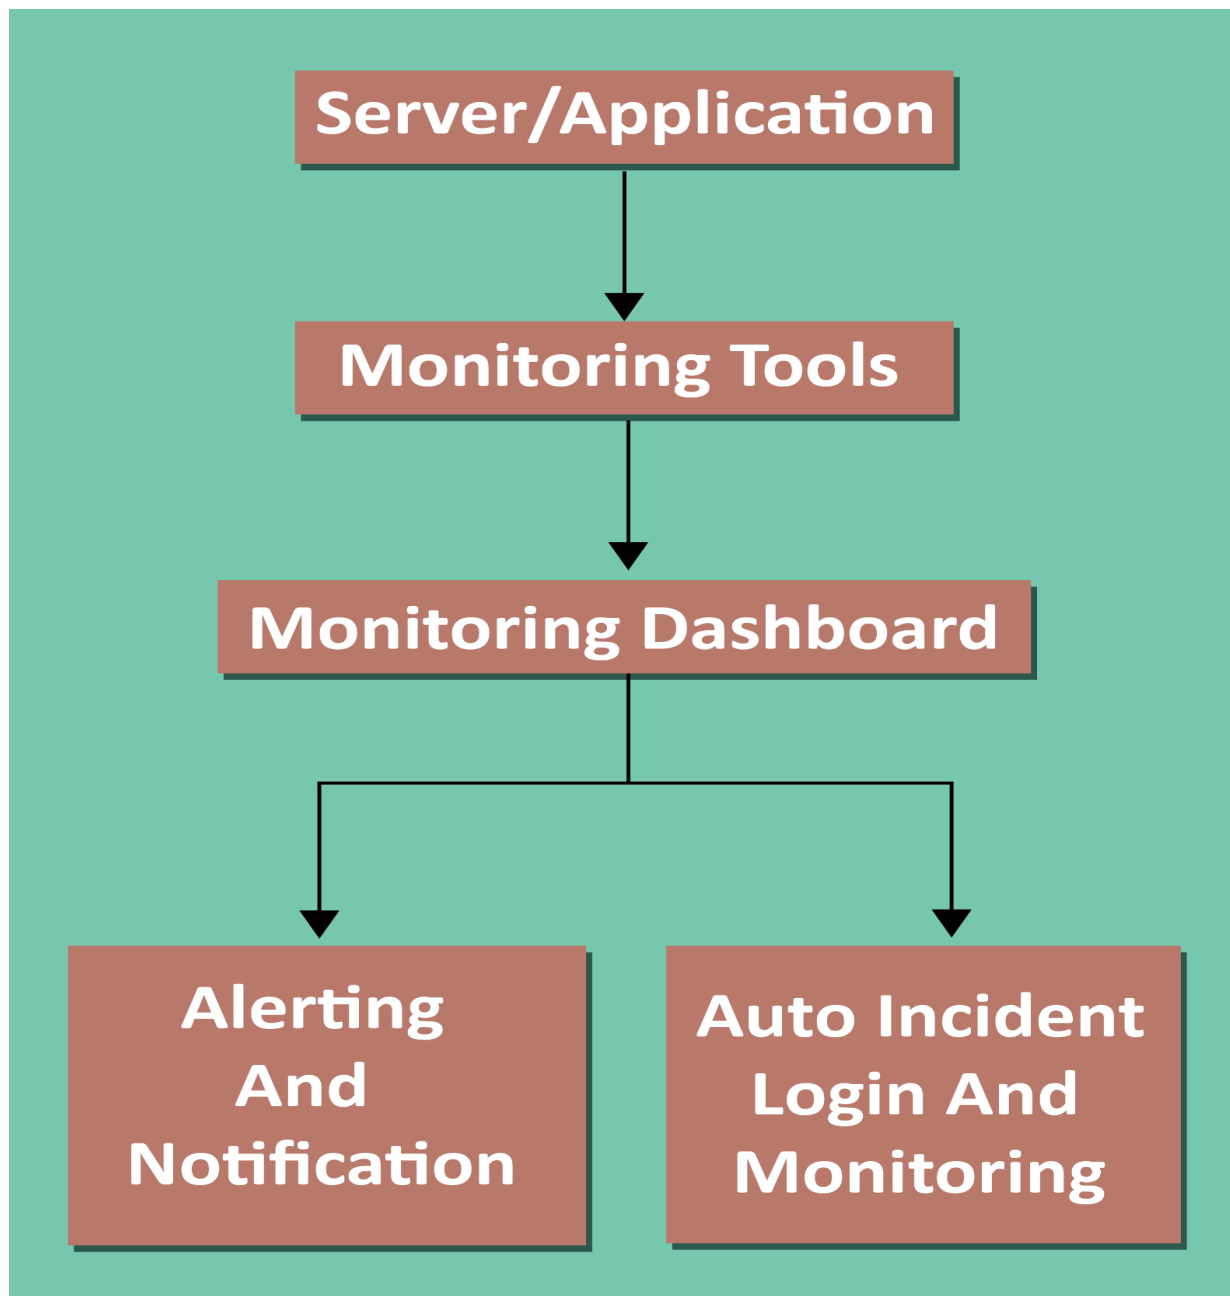 Server/Application
Monitoring Tools
Monitoring Dashboard
Alerting
And
Notification
Auto Incident
Login And
Monitoring